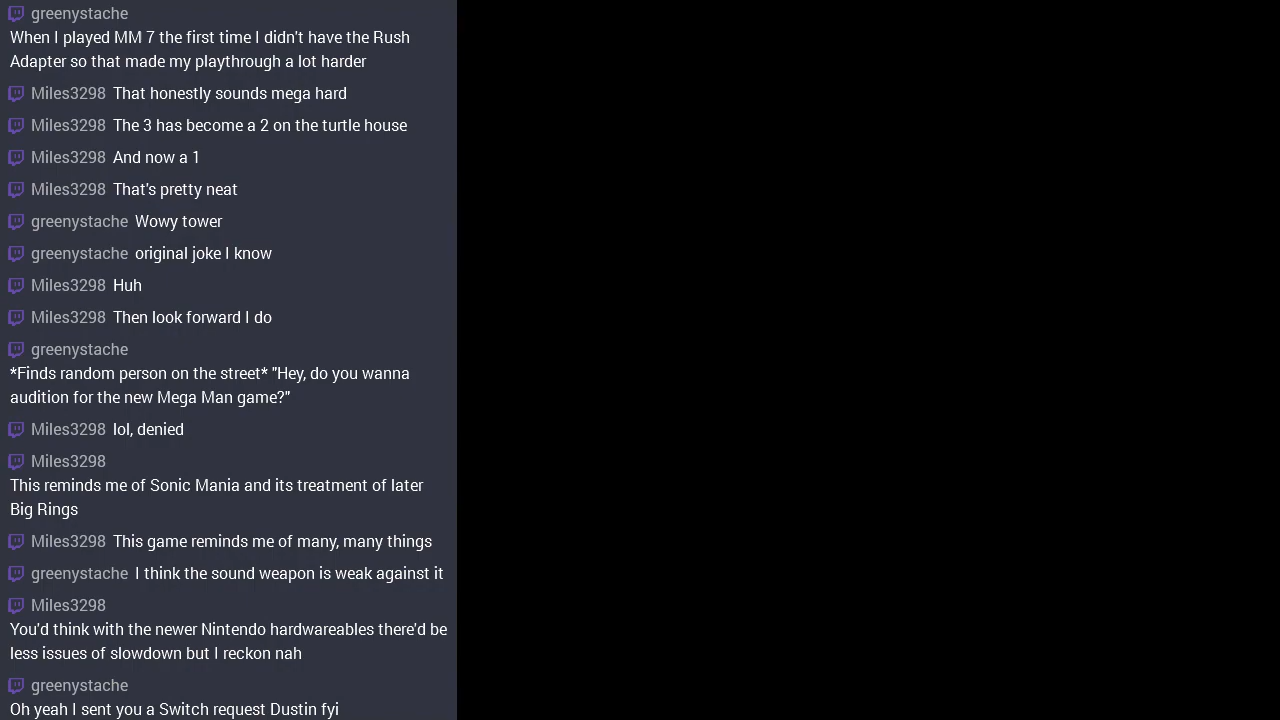 greenystache
When I played MM 7 the first time I didn't have the Rush
Adapter so that made my playthrough a lot harder
Miles3298 That honestly sounds mega hard
Miles3298 The 3 has become a 2 on the turtle house
Miles3298 And now a 1
Miles3298 That's pretty neat
greenystache Wowy tower
greenystache original joke I know
Miles3298 Huh
Miles3298 Then look forward I do
greenystache
*Finds random person on the street* "Hey, do you wanna
audition for the new Mega Man game?"
Miles3298 lol, denied
Miles3298
This reminds me of Sonic Mania and its treatment of later
Big Rings
Miles3298 This game reminds me of many, many things
greenystache I think the sound weapon is weak against it
Miles3298
You'd think with the newer Nintendo hardwareables there'd be
less issues of slowdown but I reckon nah
greenystache
Oh yeah I sent you a Switch request Dustin fyi